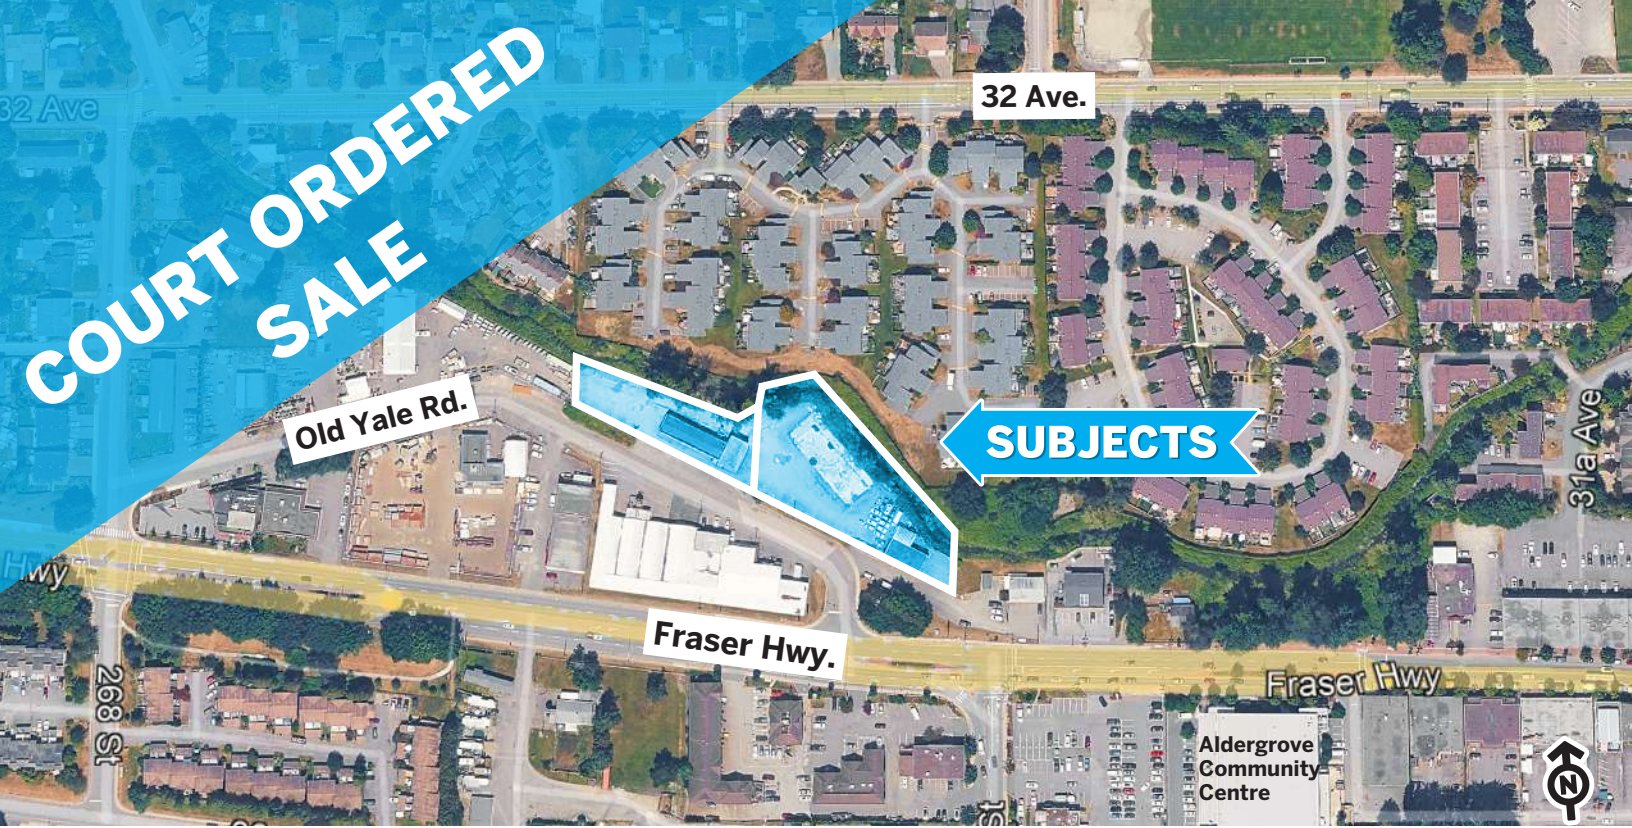 COURT ORDERED
SALE
32 Ave
32 Ave.
Old Yale Rd.
SUBJECTS
31a Ave
Hwy
Fraser Hwy.
Fraser Hwy
268 St
Aldergrove
Community
Centre
St
N